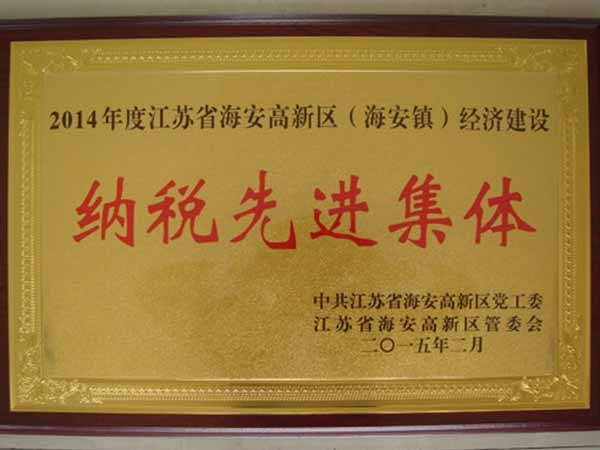 2014年度江苏省海安高新区（海安镇）经济建设
纳税先进集体
中共江苏省海安高新区党工委
江苏省海安高新区管委会
二〇一五年二月